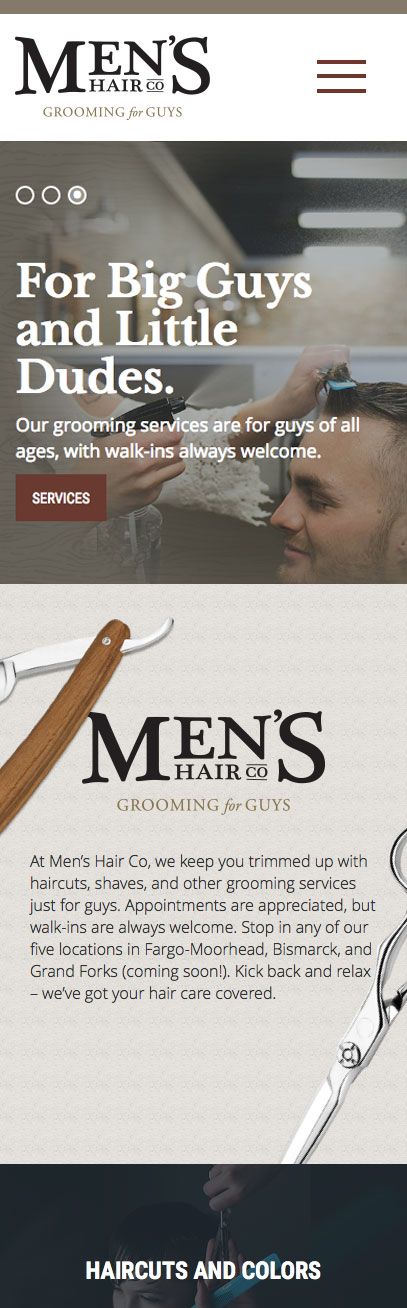 MEN'S
HAIR CO
GROOMING for GUYS
For Big Guys
and Little
Dudes.
Our grooming services are for guys of all
ages, with walk-ins always welcome.
SERVICES
MEN'S
HAIR CO
GROOMING for GUYS
At Men’s Hair Co, we keep you trimmed up with
haircuts, shaves, and other grooming services
just for guys. Appointments are appreciated, but
walk-ins are always welcome. Stop in any of our
five locations in Fargo-Moorhead, Bismarck, and
Grand Forks (coming soon!). Kick back and relax
– we’ve got your hair care covered.
HAIRCUTS AND COLORS